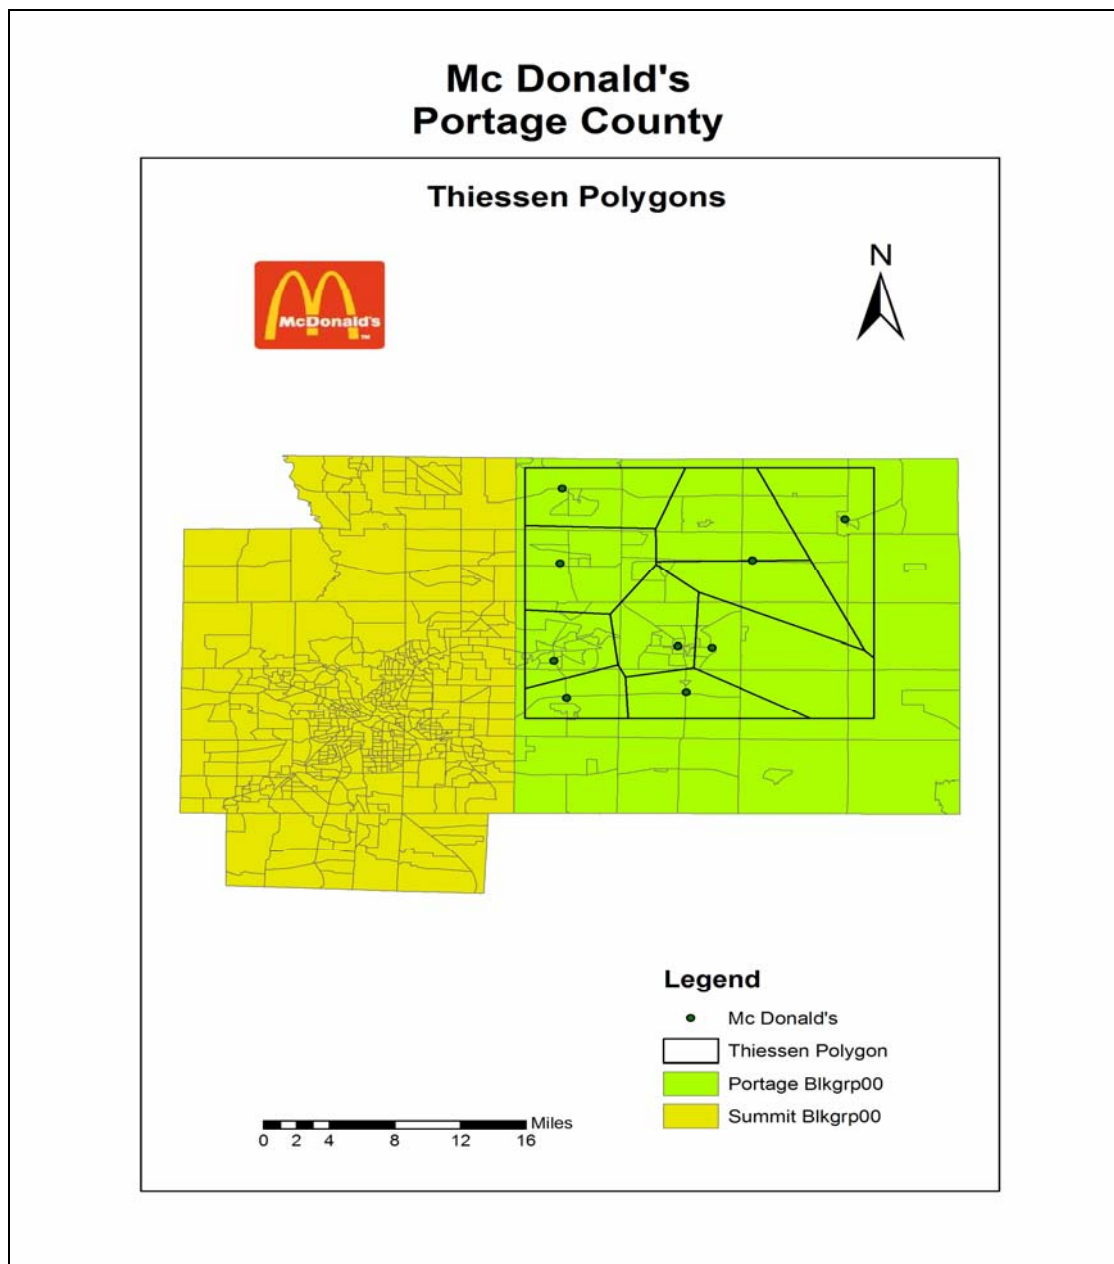 Mc Donald's
Portage County
Thiessen Polygons
N
McDonald's
TM
Legend
Mc Donald's
Thiessen Polygon
Portage Blkgrp00
Summit Blkgrp00
Miles
0 2 4 8 12 16